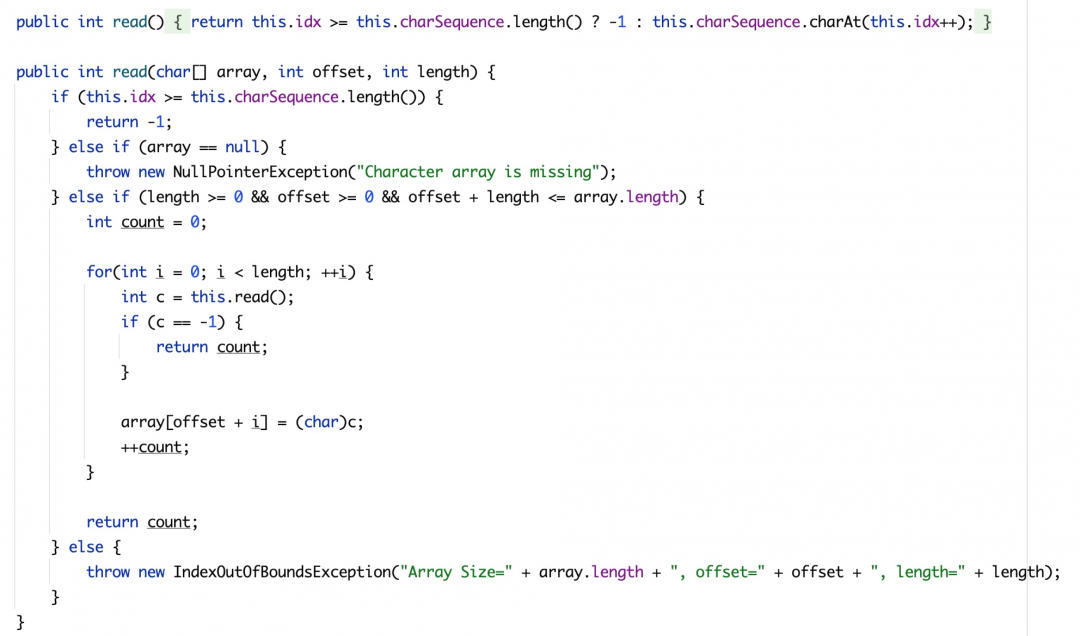 public int read() { return this.idx >= this.charSequence.length() ? -1 : this.charSequence.charAt(this.idx++); }
public int read(char[] array, int offset, int length) {
if (this.idx >= this.charSequence.length()) {
return -1;
} else if (array == null) {
throw new NullPointerException("Character array is missing");
} else if (length >= 0 && offset >= 0 && offset + length <= array.length) {
int count = 0;
for(int i = 0; i < length; ++i) {
int c = this.read();
if (c == -1) {
return count;
}
array[offset + i] = (char)c;
++count;
}
return count;
} else {
throw new IndexOutOfBoundsException("Array Size=" + array.length + ", offset=" + offset + ", length=" + length);
}
}